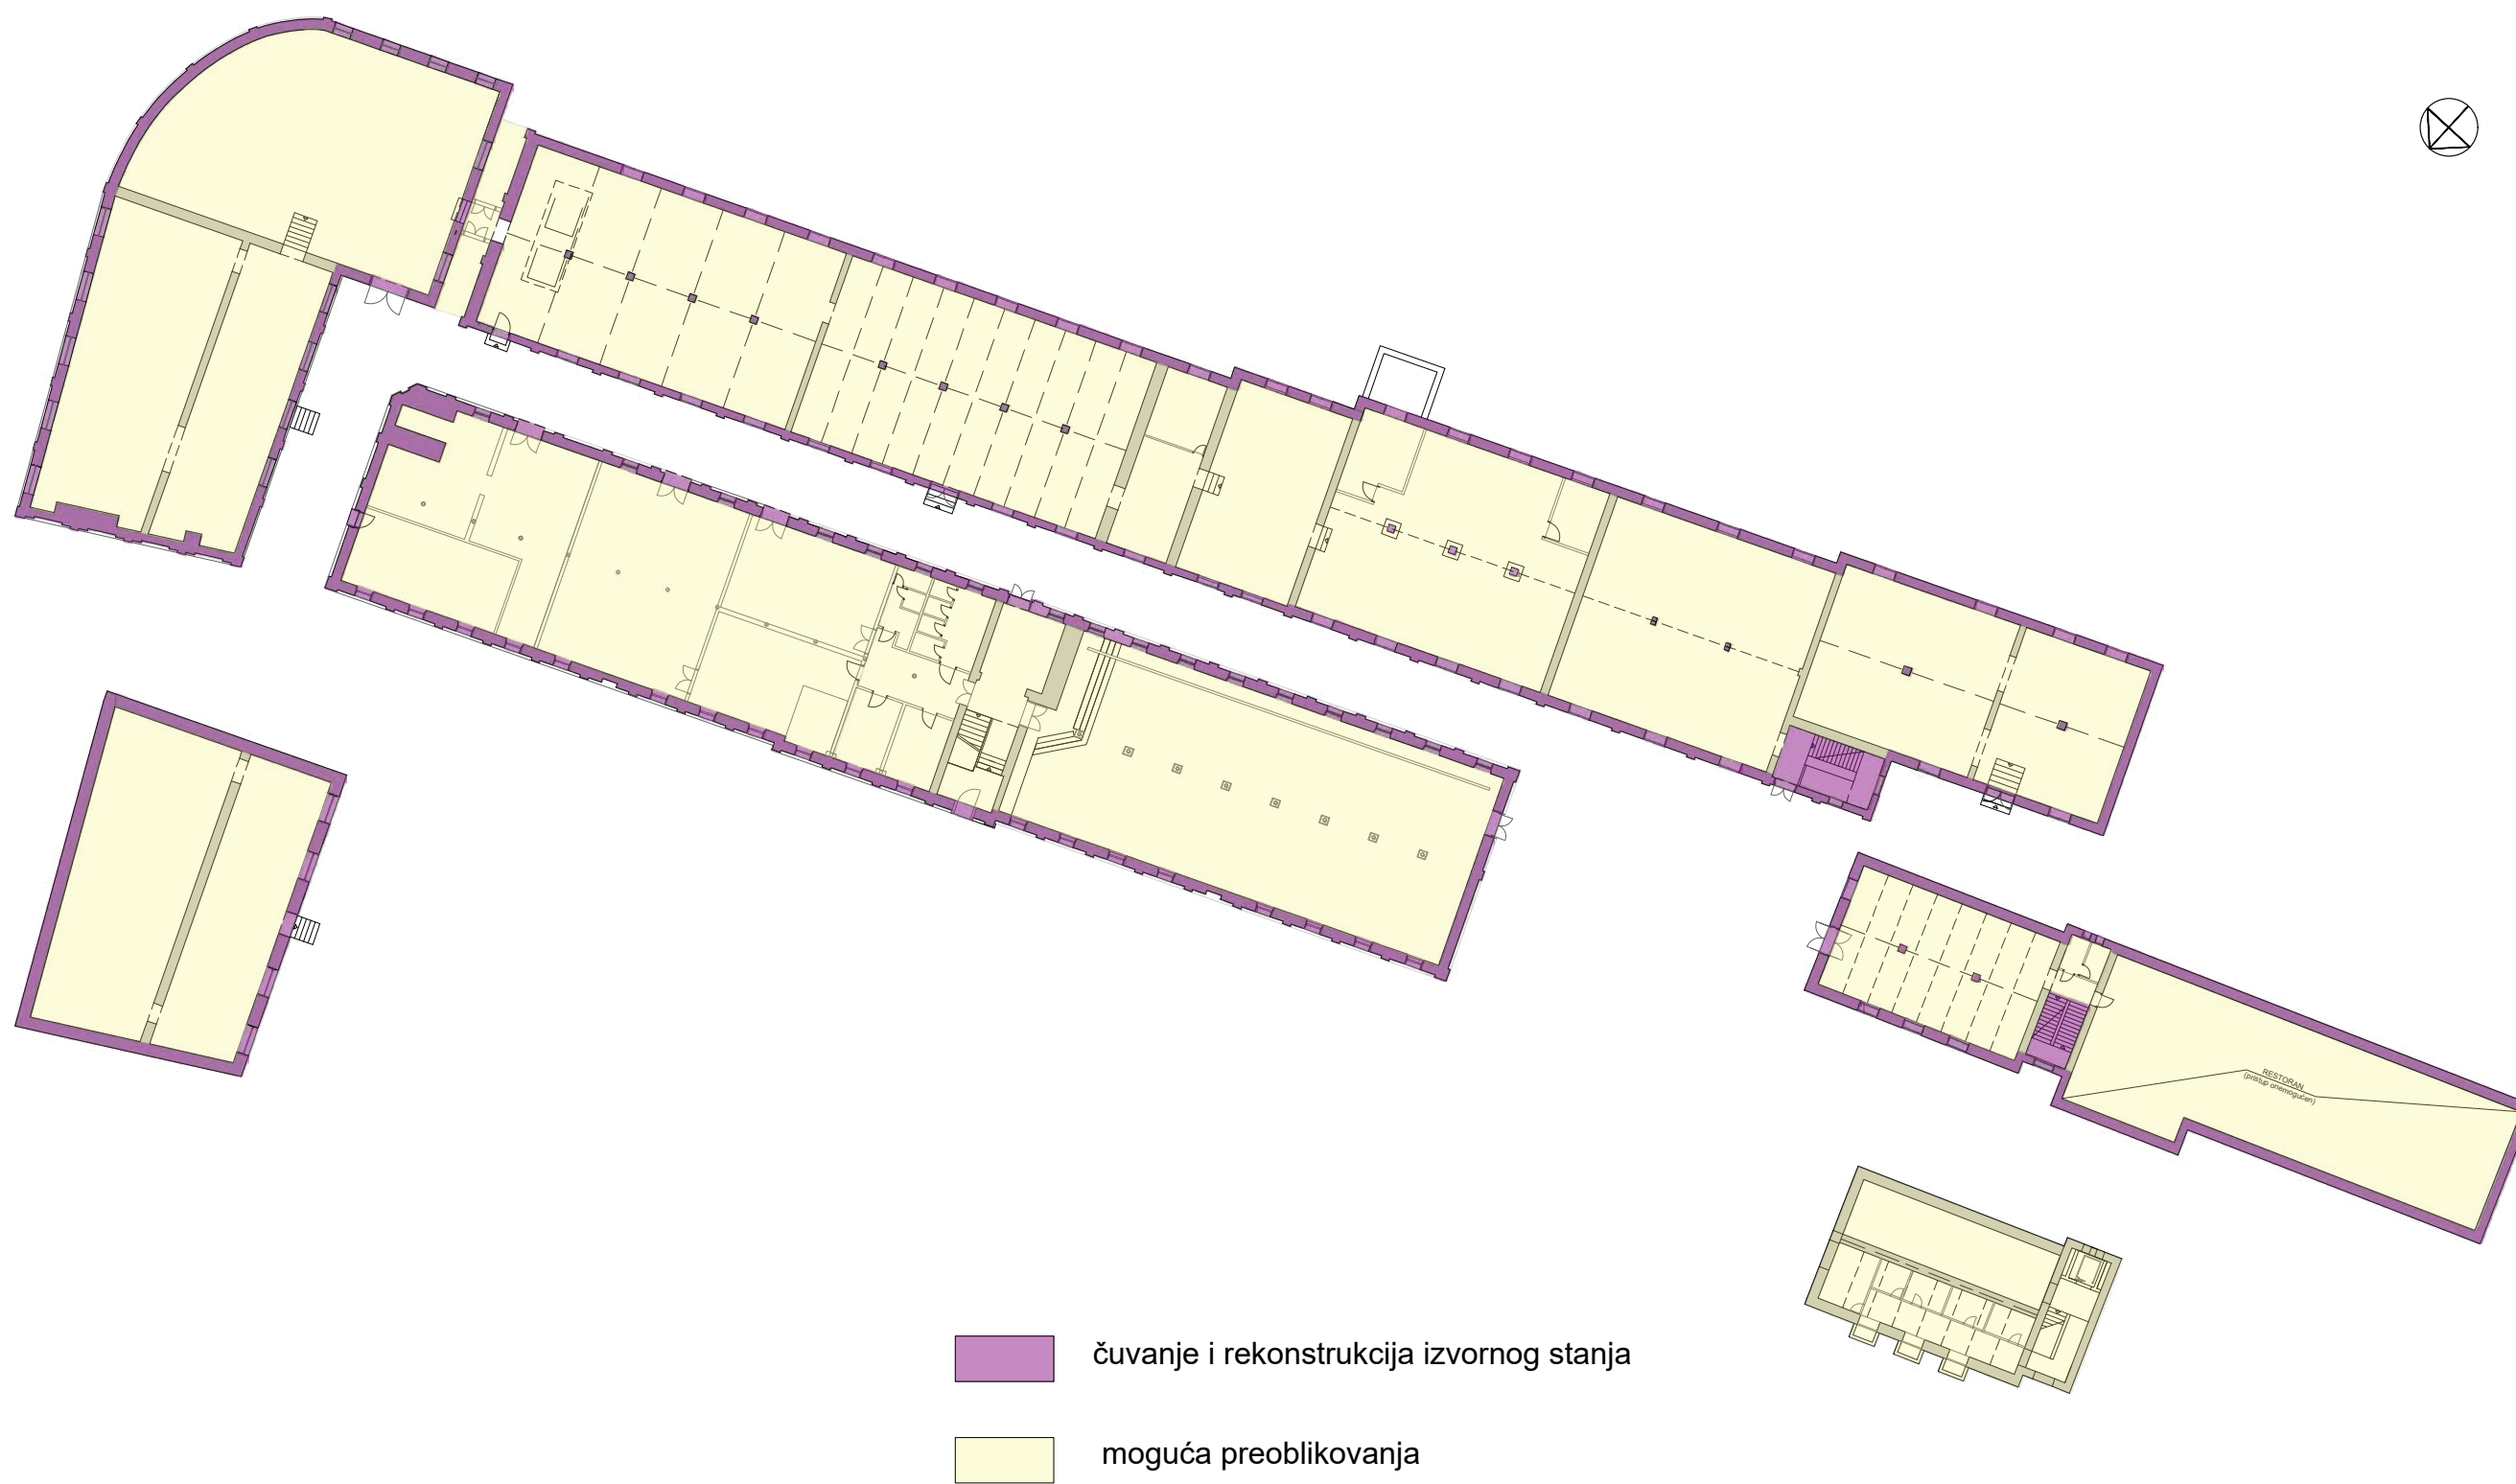 RESTORAN
(pristup onemogućen)
čuvanje i rekonstrukcija izvornog stanja
moguća preoblikovanja